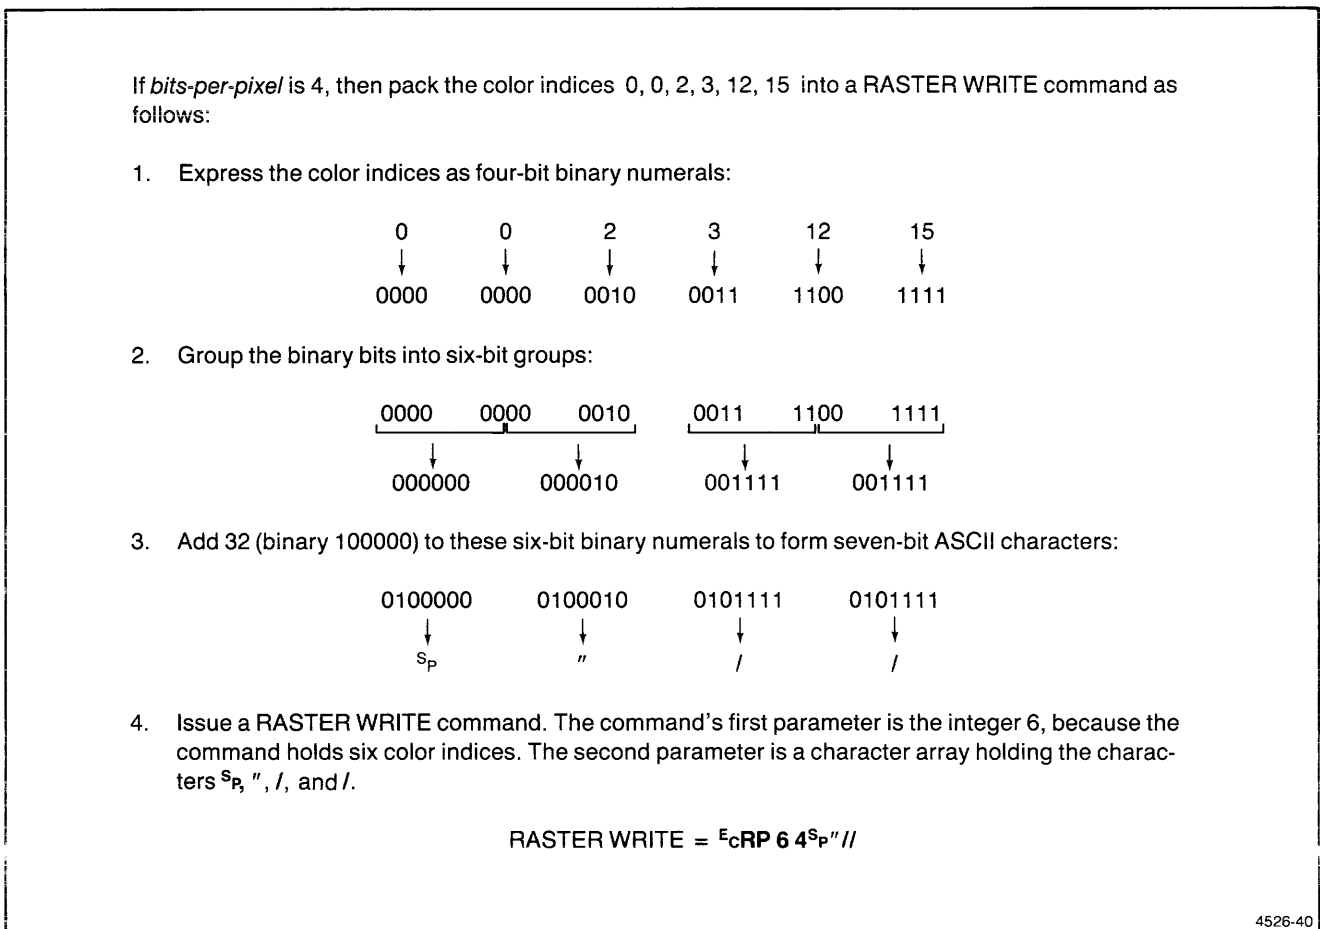 If bits-per-pixel is 4, then pack the color indices 0, 0, 2, 3, 12, 15 into a RASTER WRITE command as
follows:
1. Express the color indices as four-bit binary numerals:
0 0 2 3 12 15
↓ ↓ ↓ ↓ ↓ ↓
0000 0000 0010 0011 1100 1111
2. Group the binary bits into six-bit groups:
0000 0000 0010 0011 1100 1111
↓ ↓ ↓ ↓
000000 000010 001111 001111
3. Add 32 (binary 100000) to these six-bit binary numerals to form seven-bit ASCII characters:
0100000 0100010 0101111 0101111
↓ ↓ ↓ ↓
SP " / /
4. Issue a RASTER WRITE command. The command's first parameter is the integer 6, because the
command holds six color indices. The second parameter is a character array holding the charac-
ters SP, ", /, and /.
RASTER WRITE = ECRP 6 4SP"//
4526-40